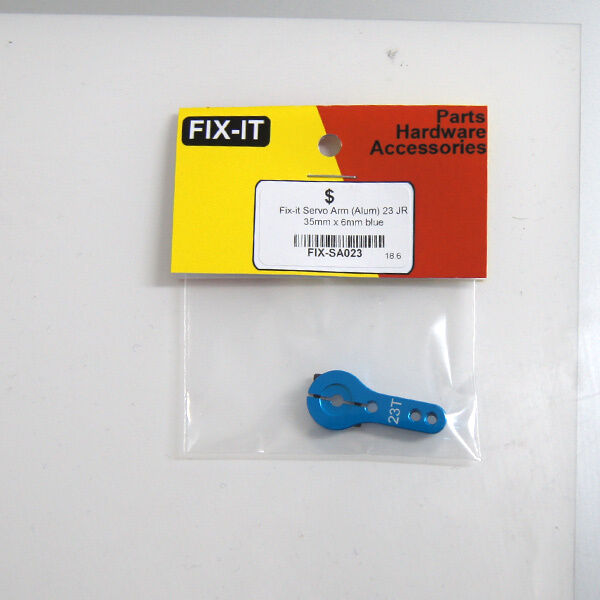 FIX-IT
Parts
Hardware
Accessories
$
Fix-it Servo Arm (Alum) 23 JR
35mm x 6mm blue
FIX-SA023
18.6
23T